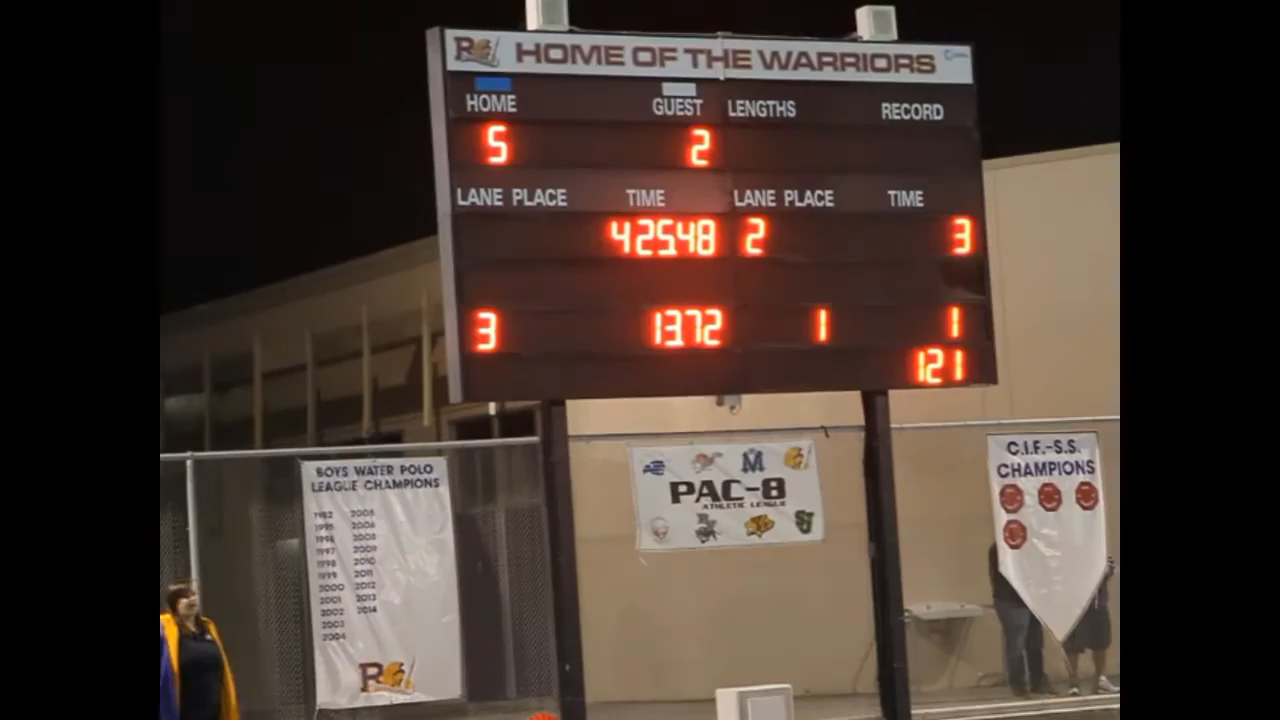 HOME OF THE WARRIORS
HOME GUEST LENGTHS RECORD
5 2
LANE PLACE TIME LANE PLACE TIME
42548 2 3
3 1372 1 1
121
BOYS WATER POLO
LEAGUE CHAMPIONS
1982 2005
1995 2006
1996 2008
1997 2009
1998 2010
1999 2011
2000 2012
2001 2013
2002 2014
2003
2004
PAC-8
ATHLETIC LEAGUE
C.I.F.-S.S.
CHAMPIONS